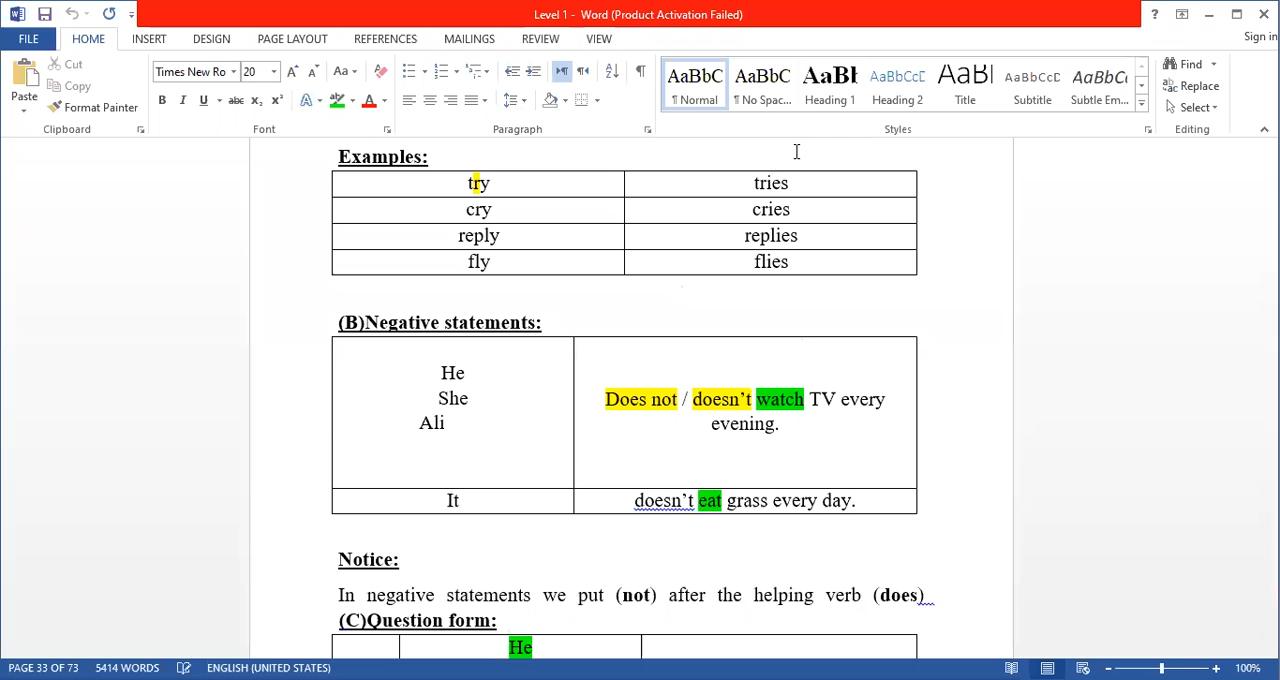 Level 1 - Word (Product Activation Failed)
FILE HOME INSERT DESIGN PAGE LAYOUT REFERENCES MAILINGS REVIEW VIEW Sign in
Paste
Cut
Copy
Format Painter
Clipboard
Times New Ro 20
Font
Paragraph
AaBbC AaBbC AaBb AaBbCcD AaBl AaBbCcD AaBbCc
¶ Normal ¶ No Spac... Heading 1 Heading 2 Title Subtitle Subtle Em...
Styles
Find
Replace
Select
Editing
Examples:
try tries
cry cries
reply replies
fly flies
(B)Negative statements:
He
She
Ali
Does not / doesn’t watch TV every
evening.
It doesn’t eat grass every day.
Notice:
In negative statements we put (not) after the helping verb (does)
(C)Question form:
He
PAGE 33 OF 73 5414 WORDS ENGLISH (UNITED STATES) 100%